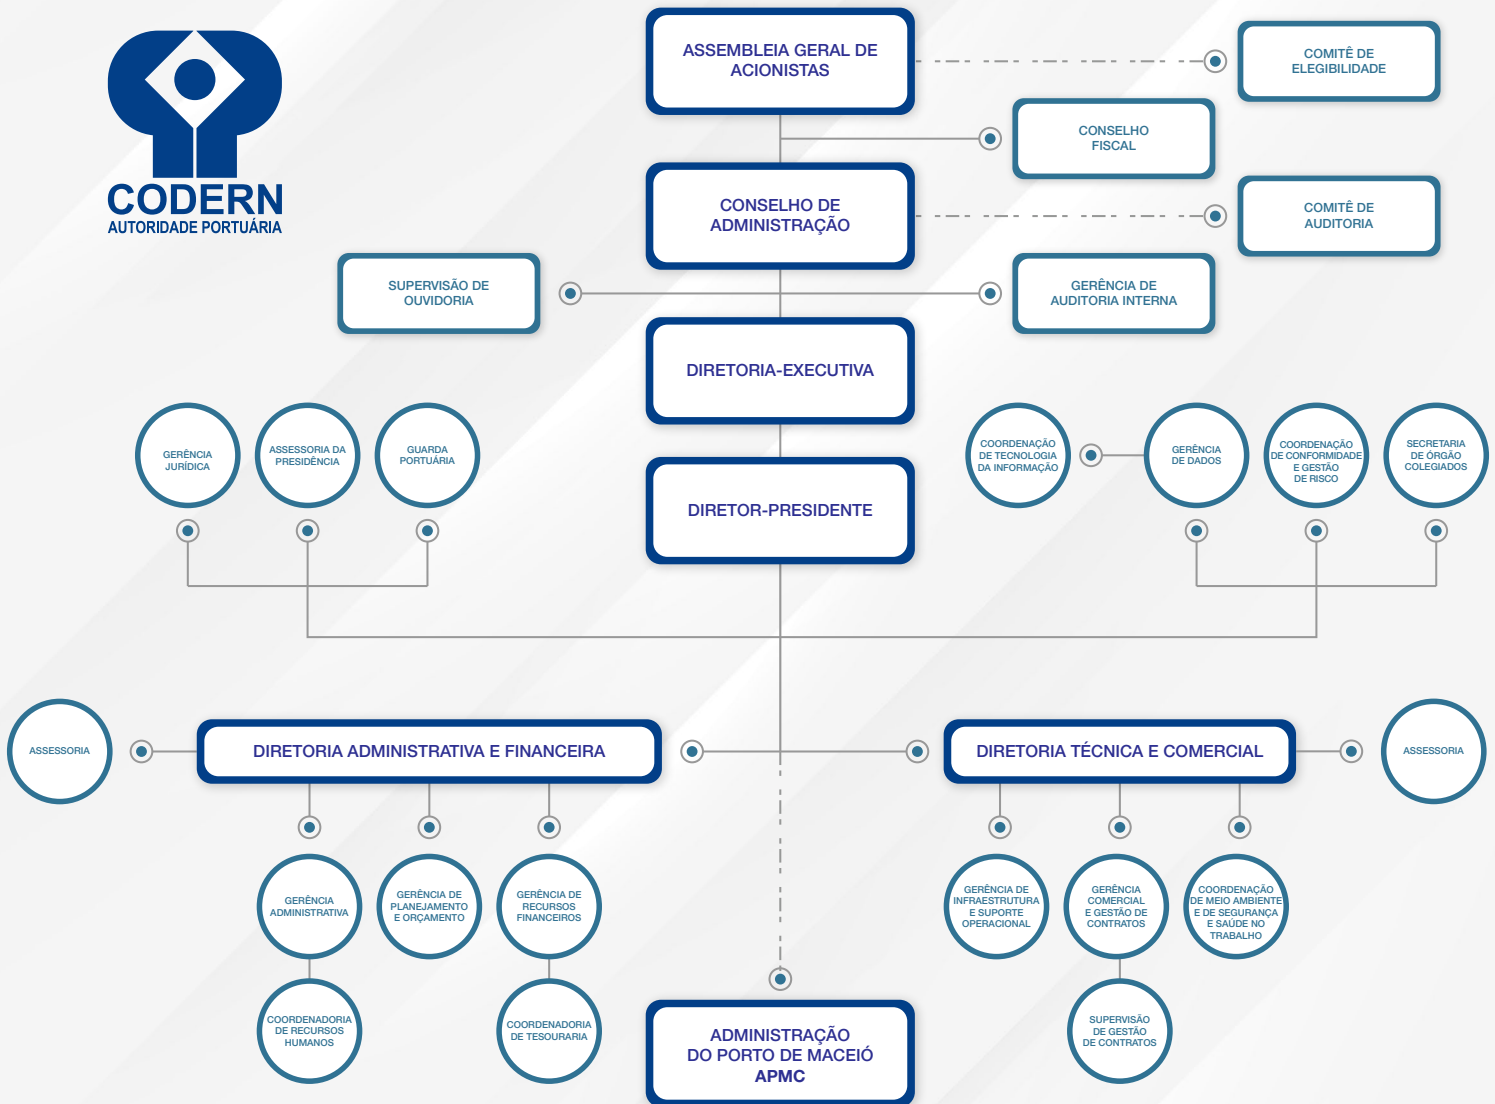 CODERN
AUTORIDADE PORTUÁRIA
ASSEMBLEIA GERAL DE
ACIONISTAS
COMITÊ DE
ELEGIBILIDADE
CONSELHO
FISCAL
CONSELHO DE
ADMINISTRAÇÃO
COMITÊ DE
AUDITORIA
SUPERVISÃO DE
OUVIDORIA
GERÊNCIA DE
AUDITORIA INTERNA
DIRETORIA-EXECUTIVA
GERÊNCIA
JURÍDICA
ASSESSORIA DA
PRESIDÊNCIA
GUARDA
PORTUÁRIA
COORDENAÇÃO
DE TECNOLOGIA
DA INFORMAÇÃO
GERÊNCIA
DE DADOS
COORDENAÇÃO
DE CONFORMIDADE
E GESTÃO
DE RISCO
SECRETARIA
DE ÓRGÃO
COLEGIADOS
DIRETOR-PRESIDENTE
ASSESSORIA
DIRETORIA ADMINISTRATIVA E FINANCEIRA
DIRETORIA TÉCNICA E COMERCIAL
ASSESSORIA
GERÊNCIA
ADMINISTRATIVA
GERÊNCIA DE
PLANEJAMENTO
E ORÇAMENTO
GERÊNCIA DE
RECURSOS
FINANCEIROS
GERÊNCIA DE
INFRAESTRUTURA
E SUPORTE
OPERACIONAL
GERÊNCIA
COMERCIAL
E GESTÃO DE
CONTRATOS
COORDENAÇÃO
DE MEIO AMBIENTE
E DE SEGURANÇA
E SAÚDE NO
TRABALHO
COORDENADORIA
DE RECURSOS
HUMANOS
COORDENADORIA
DE TESOURARIA
ADMINISTRAÇÃO
DO PORTO DE MACEIÓ
APMC
SUPERVISÃO
DE GESTÃO
DE CONTRATOS